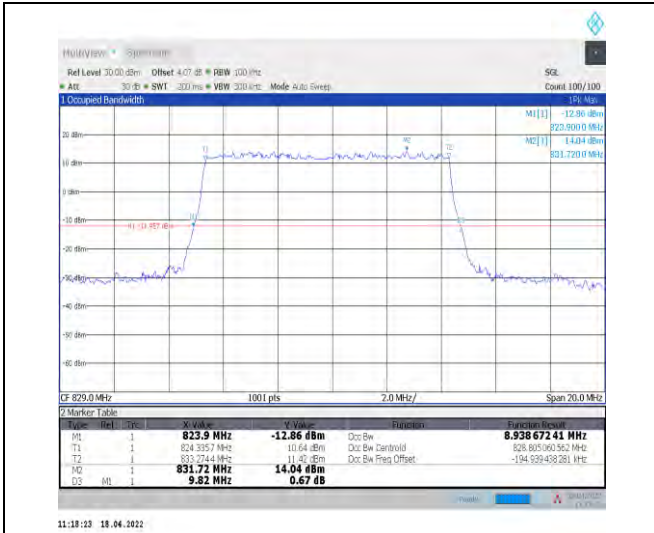 MultiView Spectrum
Ref Level 30.00 dBm Offset 4.07 dB RBW 100 kHz SGL
Att 30 dB SWT 200 ms VBW 300 kHz Mode Auto Sweep Count 100/100
1 Occupied Bandwidth 1Pk Max
M1[1] -12.86 dBm
823.9000 MHz
M2[1] 14.04 dBm
831.7200 MHz
20 dBm
10 dBm
0 dBm
-10 dBm
-30 dBm
-40 dBm
-50 dBm
-60 dBm
T1
M2
T2
M1
D3
CF 829.0 MHz 1001 pts 2.0 MHz/ Span 20.0 MHz
2 Marker Table
Type Ref Trc X-Value Y-Value Function Function Result
M1 1 823.9 MHz -12.86 dBm Occ Bw 8.938 672 41 MHz
T1 1 824.3357 MHz 10.64 dBm Occ Bw Centroid 828.805 060 562 MHz
T2 1 833.2744 MHz 11.42 dBm Occ Bw Freq Offset -194.939 438 281 kHz
M2 1 831.72 MHz 14.04 dBm
D3 M1 1 9.82 MHz 0.67 dB
11:18:23 18.04.2022